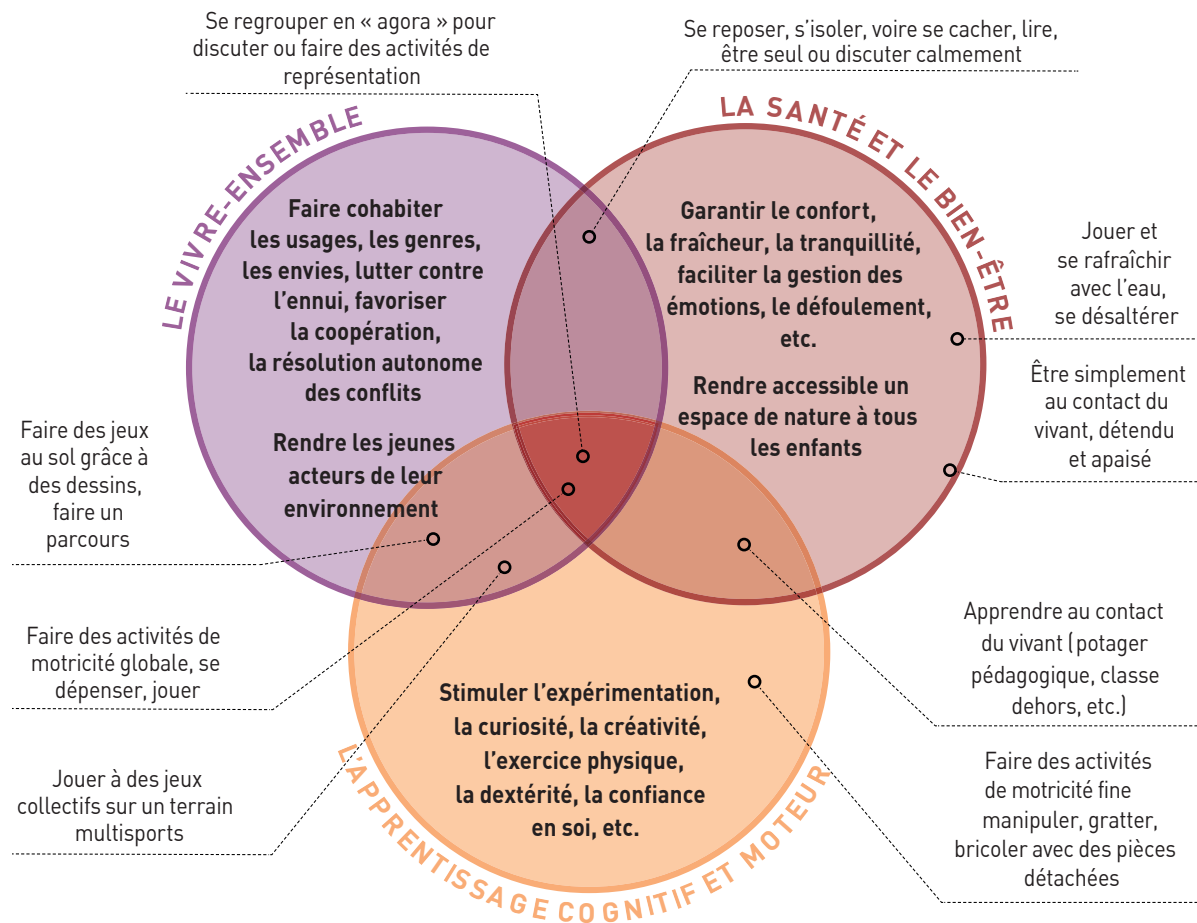 Se regrouper en « agora » pour
discuter ou faire des activités de
représentation
Se reposer, s’isoler, voire se cacher, lire,
être seul ou discuter calmement
LE VIVRE-ENSEMBLE
LA SANTÉ ET LE BIEN-ÊTRE
Faire cohabiter
les usages, les genres,
les envies, lutter contre
l’ennui, favoriser
la coopération,
la résolution autonome
des conflits
Rendre les jeunes
acteurs de leur
environnement
Garantir le confort,
la fraîcheur, la tranquillité,
faciliter la gestion des
émotions, le défoulement,
etc.
Rendre accessible un
espace de nature à tous
les enfants
Jouer et
se rafraîchir
avec l’eau,
se désaltérer
Être simplement
au contact du
vivant, détendu
et apaisé
Faire des jeux
au sol grâce à
des dessins,
faire un
parcours
Faire des activités de
motricité globale, se
dépenser, jouer
Jouer à des jeux
collectifs sur un terrain
multisports
Stimuler l’expérimentation,
la curiosité, la créativité,
l’exercice physique,
la dextérité, la confiance
en soi, etc.
L’APPRENTISSAGE COGNITIF ET MOTEUR
Apprendre au contact
du vivant (potager
pédagogique, classe
dehors, etc.)
Faire des activités
de motricité fine
manipuler, gratter,
bricoler avec des pièces
détachées